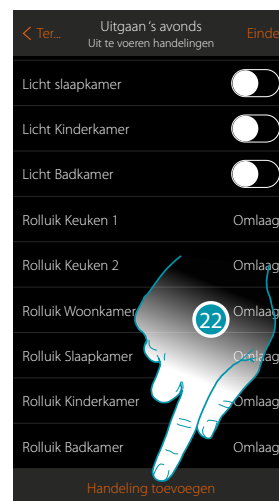 < Ter... Uitgaan 's avonds Einde
Uit te voeren handelingen
Licht slaapkamer
Licht Kinderkamer
Licht Badkamer
Rolluik Keuken 1 Omlaag
Rolluik Keuken 2 Omlaag
Rolluik Woonkamer 22 Omlaag
Rolluik Slaapkamer Omlaag
Rolluik Kinderkamer Omlaag
Rolluik Badkamer Omlaag
Handeling toevoegen